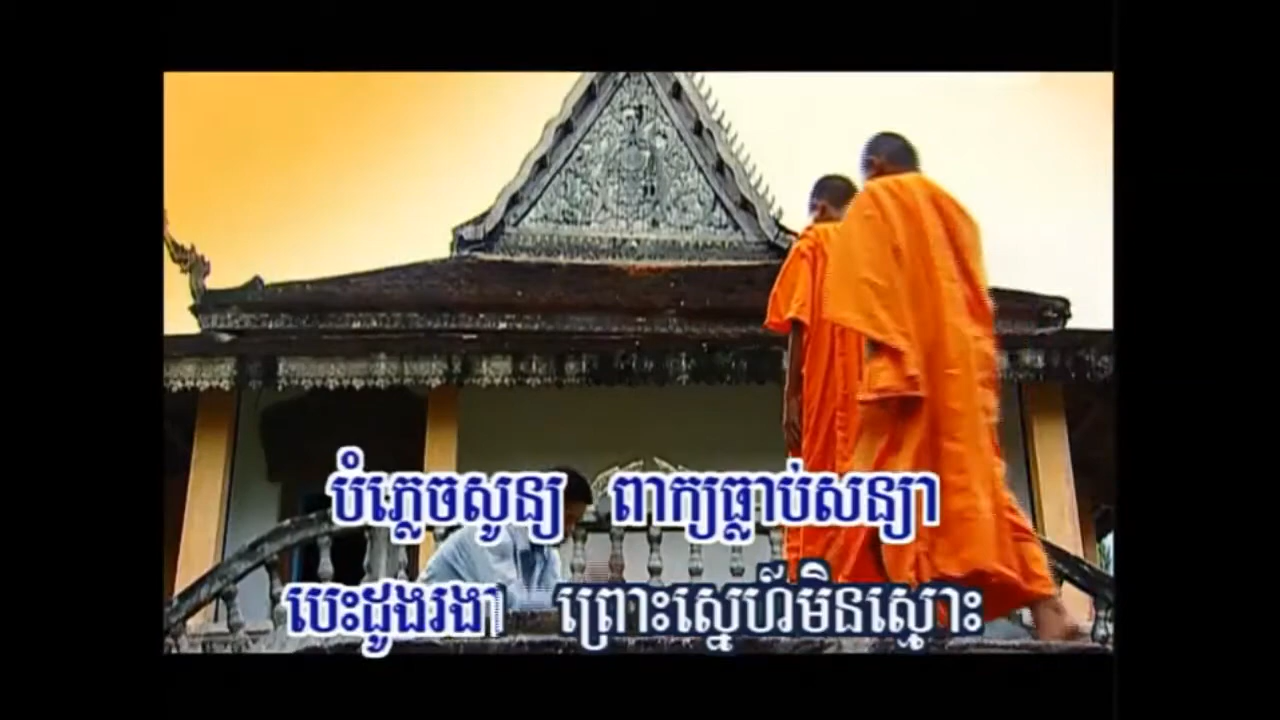 បំភ្លេចសូន្យ ពាក្យធ្លាប់សន្យា
បេះដូងរងា ព្រោះស្នេហ៍មិនស្មោះ